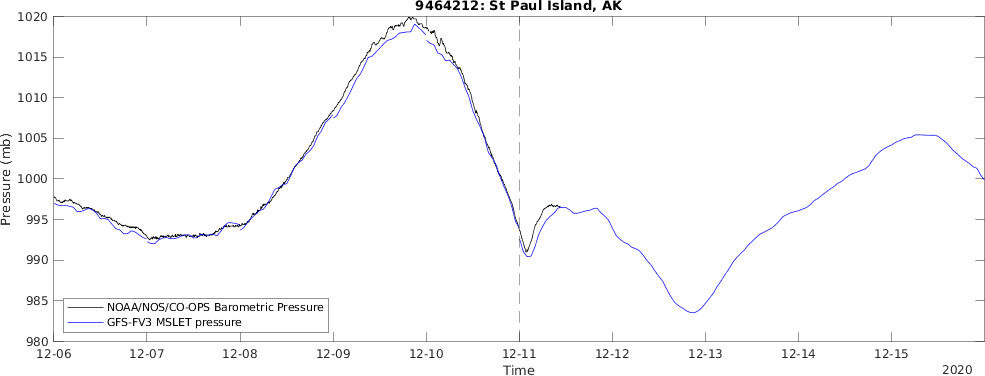 9464212: St Paul Island, AK
1020
1015
1010
1005
1000
995
990
985
980
Pressure (mb)
NOAA/NOS/CO-OPS Barometric Pressure
GFS-FV3 MSLET pressure
12-06 12-07 12-08 12-09 12-10 12-11 12-12 12-13 12-14 12-15
Time
2020